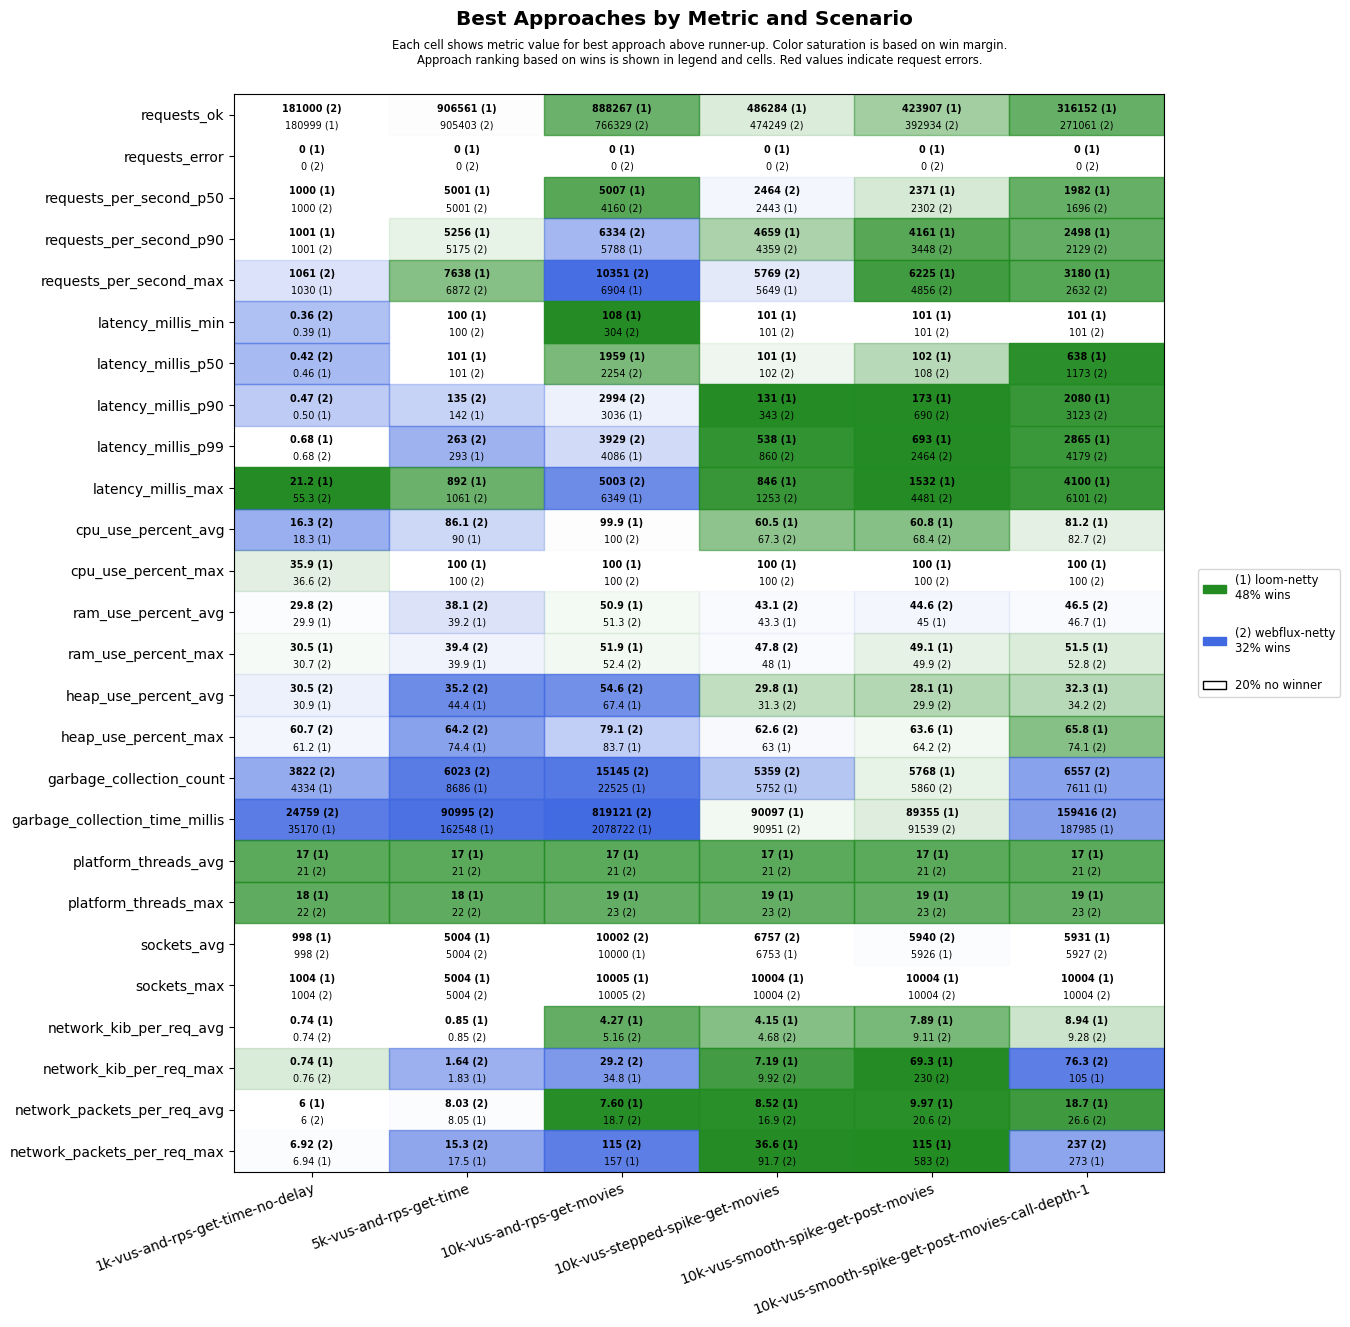 Best Approaches by Metric and Scenario
Each cell shows metric value for best approach above runner-up. Color saturation is based on win margin.
Approach ranking based on wins is shown in legend and cells. Red values indicate request errors.
requests_ok
181000 (2) 906561 (1) 888267 (1) 486284 (1) 423907 (1) 316152 (1)
180999 (1) 905403 (2) 766329 (2) 474249 (2) 392934 (2) 271061 (2)
requests_error
0 (1) 0 (1) 0 (1) 0 (1) 0 (1) 0 (1)
0 (2) 0 (2) 0 (2) 0 (2) 0 (2) 0 (2)
requests_per_second_p50
1000 (1) 5001 (1) 5007 (1) 2464 (2) 2371 (1) 1982 (1)
1000 (2) 5001 (2) 4160 (2) 2443 (1) 2302 (2) 1696 (2)
requests_per_second_p90
1001 (1) 5256 (1) 6334 (2) 4659 (1) 4161 (1) 2498 (1)
1001 (2) 5175 (2) 5788 (1) 4359 (2) 3448 (2) 2129 (2)
requests_per_second_max
1061 (2) 7638 (1) 10351 (2) 5769 (2) 6225 (1) 3180 (1)
1030 (1) 6872 (2) 6904 (1) 5649 (1) 4856 (2) 2632 (2)
latency_millis_min
0.36 (2) 100 (1) 108 (1) 101 (1) 101 (1) 101 (1)
0.39 (1) 100 (2) 304 (2) 101 (2) 101 (2) 101 (2)
latency_millis_p50
0.42 (2) 101 (1) 1959 (1) 101 (1) 102 (1) 638 (1)
0.46 (1) 101 (2) 2254 (2) 102 (2) 108 (2) 1173 (2)
latency_millis_p90
0.47 (2) 135 (2) 2994 (2) 131 (1) 173 (1) 2080 (1)
0.50 (1) 142 (1) 3036 (1) 343 (2) 690 (2) 3123 (2)
latency_millis_p99
0.68 (1) 263 (2) 3929 (2) 538 (1) 693 (1) 2865 (1)
0.68 (2) 293 (1) 4086 (1) 860 (2) 2464 (2) 4179 (2)
latency_millis_max
21.2 (1) 892 (1) 5003 (2) 846 (1) 1532 (1) 4100 (1)
55.3 (2) 1061 (2) 6349 (1) 1253 (2) 4481 (2) 6101 (2)
cpu_use_percent_avg
16.3 (2) 86.1 (2) 99.9 (1) 60.5 (1) 60.8 (1) 81.2 (1)
18.3 (1) 90 (1) 100 (2) 67.3 (2) 68.4 (2) 82.7 (2)
cpu_use_percent_max
35.9 (1) 100 (1) 100 (1) 100 (1) 100 (1) 100 (1)
36.6 (2) 100 (2) 100 (2) 100 (2) 100 (2) 100 (2)
ram_use_percent_avg
29.8 (2) 38.1 (2) 50.9 (1) 43.1 (2) 44.6 (2) 46.5 (2)
29.9 (1) 39.2 (1) 51.3 (2) 43.3 (1) 45 (1) 46.7 (1)
ram_use_percent_max
30.5 (1) 39.4 (2) 51.9 (1) 47.8 (2) 49.1 (1) 51.5 (1)
30.7 (2) 39.9 (1) 52.4 (2) 48 (1) 49.9 (2) 52.8 (2)
heap_use_percent_avg
30.5 (2) 35.2 (2) 54.6 (2) 29.8 (1) 28.1 (1) 32.3 (1)
30.9 (1) 44.4 (1) 67.4 (1) 31.3 (2) 29.9 (2) 34.2 (2)
heap_use_percent_max
60.7 (2) 64.2 (2) 79.1 (2) 62.6 (2) 63.6 (1) 65.8 (1)
61.2 (1) 74.4 (1) 83.7 (1) 63 (1) 64.2 (2) 74.1 (2)
garbage_collection_count
3822 (2) 6023 (2) 15145 (2) 5359 (2) 5768 (1) 6557 (2)
4334 (1) 8686 (1) 22525 (1) 5752 (1) 5860 (2) 7611 (1)
garbage_collection_time_millis
24759 (2) 90995 (2) 819121 (2) 90097 (1) 89355 (1) 159416 (2)
35170 (1) 162548 (1) 2078722 (1) 90951 (2) 91539 (2) 187985 (1)
platform_threads_avg
17 (1) 17 (1) 17 (1) 17 (1) 17 (1) 17 (1)
21 (2) 21 (2) 21 (2) 21 (2) 21 (2) 21 (2)
platform_threads_max
18 (1) 18 (1) 19 (1) 19 (1) 19 (1) 19 (1)
22 (2) 22 (2) 23 (2) 23 (2) 23 (2) 23 (2)
sockets_avg
998 (1) 5004 (1) 10002 (2) 6757 (2) 5940 (2) 5931 (1)
998 (2) 5004 (2) 10000 (1) 6753 (1) 5926 (1) 5927 (2)
sockets_max
1004 (1) 5004 (1) 10005 (1) 10004 (1) 10004 (1) 10004 (1)
1004 (2) 5004 (2) 10005 (2) 10004 (2) 10004 (2) 10004 (2)
network_kib_per_req_avg
0.74 (1) 0.85 (1) 4.27 (1) 4.15 (1) 7.89 (1) 8.94 (1)
0.74 (2) 0.85 (2) 5.16 (2) 4.68 (2) 9.11 (2) 9.28 (2)
network_kib_per_req_max
0.74 (1) 1.64 (2) 29.2 (2) 7.19 (1) 69.3 (1) 76.3 (2)
0.76 (2) 1.83 (1) 34.8 (1) 9.92 (2) 230 (2) 105 (1)
network_packets_per_req_avg
6 (1) 8.03 (2) 7.60 (1) 8.52 (1) 9.97 (1) 18.7 (1)
6 (2) 8.05 (1) 18.7 (2) 16.9 (2) 20.6 (2) 26.6 (2)
network_packets_per_req_max
6.92 (2) 15.3 (2) 115 (2) 36.6 (1) 115 (1) 237 (2)
6.94 (1) 17.5 (1) 157 (1) 91.7 (2) 583 (2) 273 (1)
1k-vus-and-rps-get-time-no-delay
5k-vus-and-rps-get-time
10k-vus-and-rps-get-movies
10k-vus-stepped-spike-get-movies
10k-vus-smooth-spike-get-post-movies
10k-vus-smooth-spike-get-post-movies-call-depth-1
(1) loom-netty
48% wins
(2) webflux-netty
32% wins
20% no winner